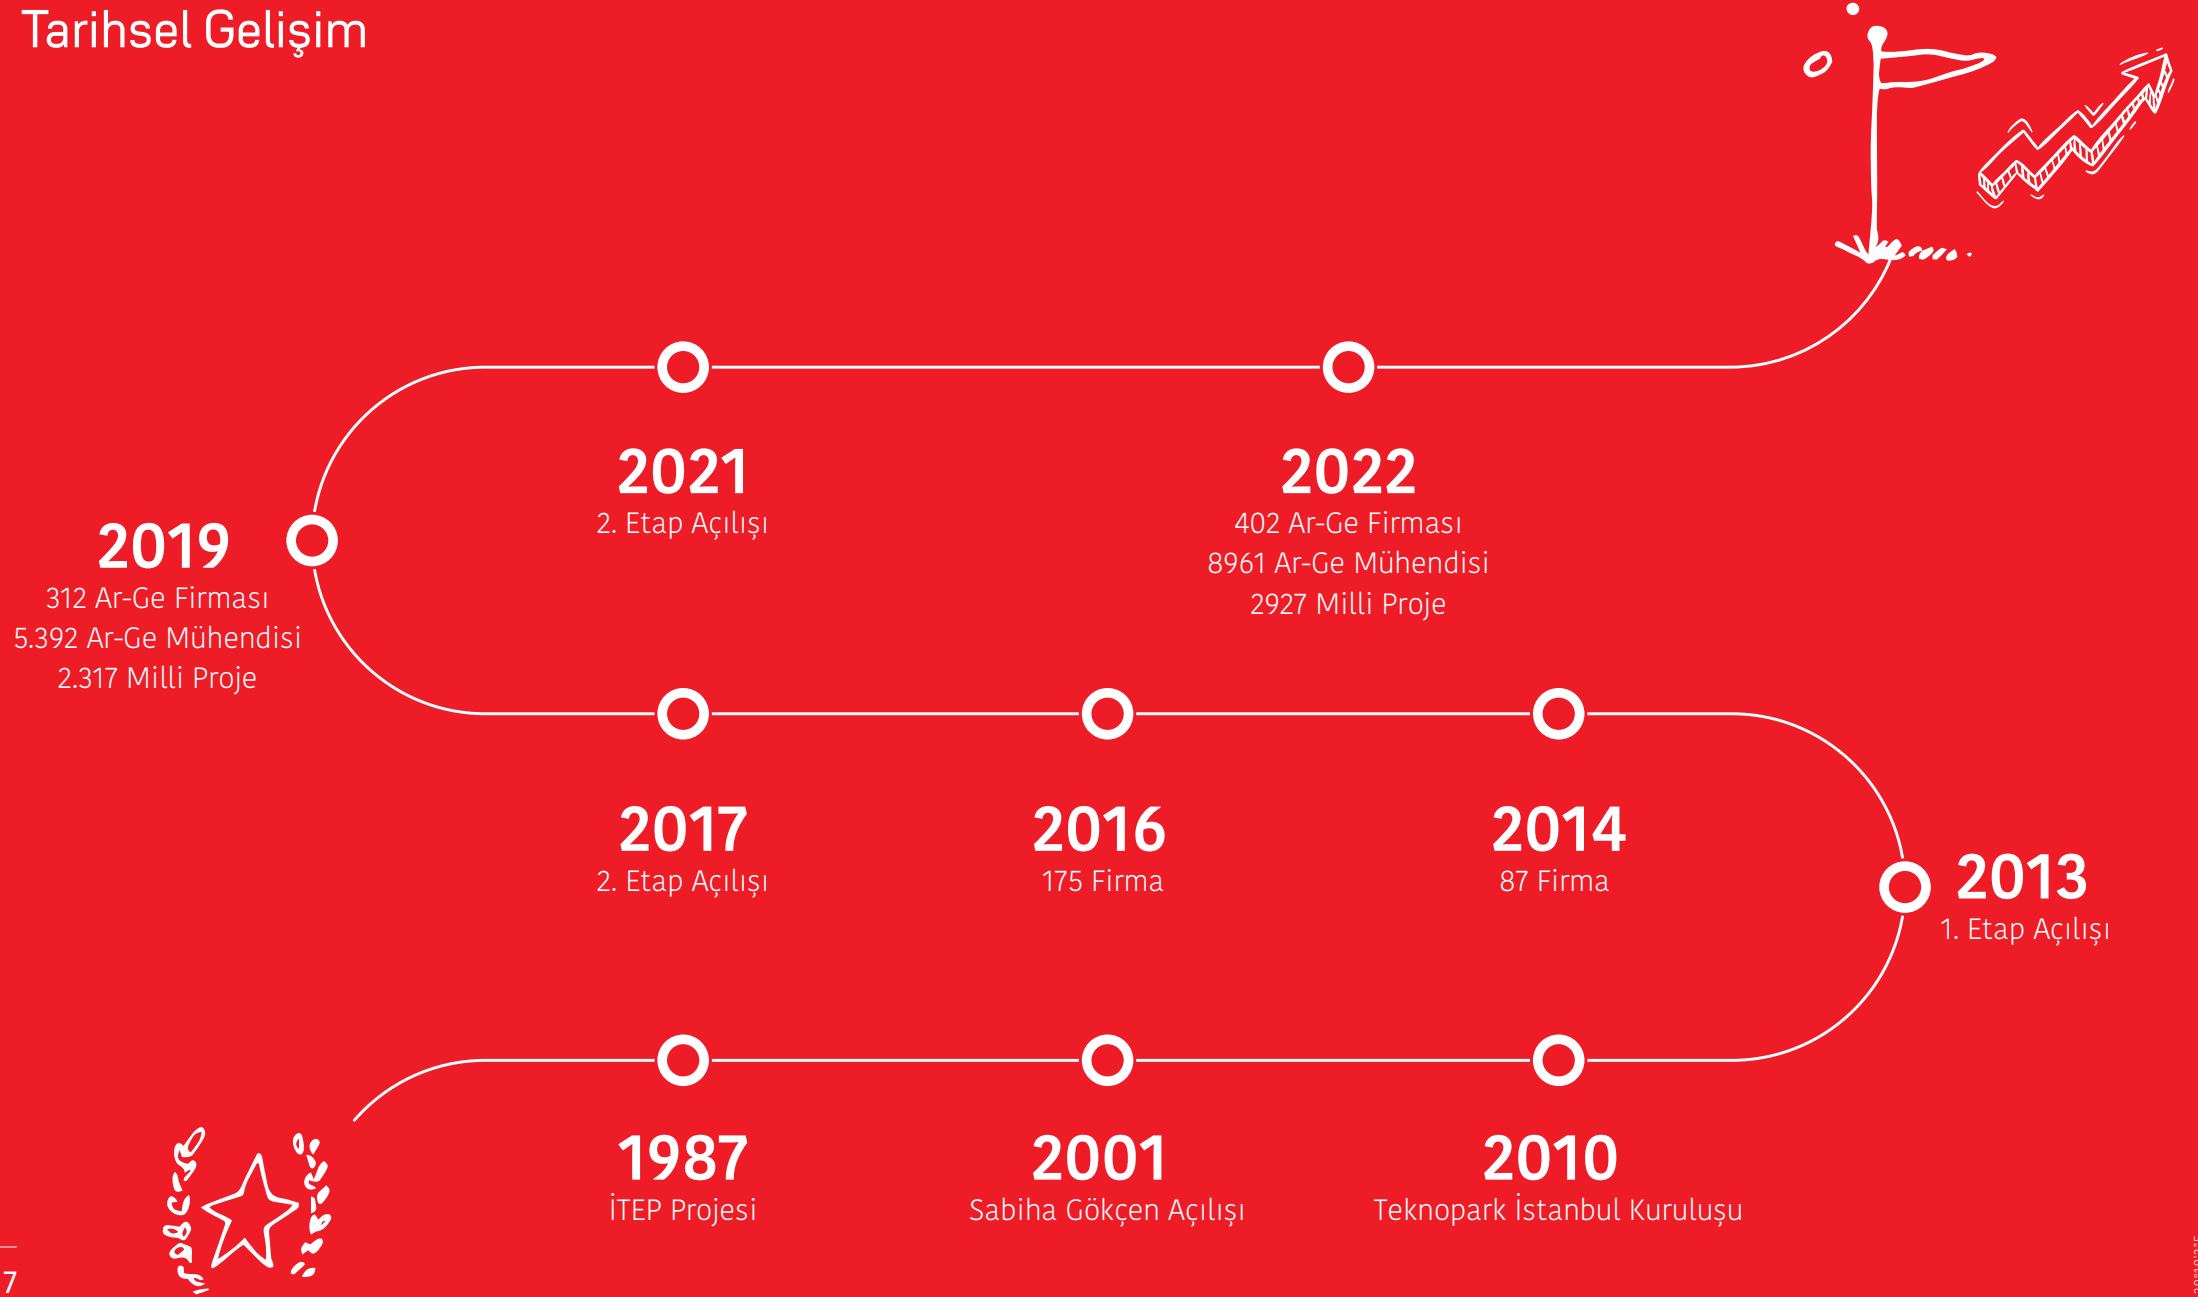 Tarihsel Gelişim
2021
2. Etap Açılışı
2022
402 Ar-Ge Firması
8961 Ar-Ge Mühendisi
2927 Milli Proje
2019
312 Ar-Ge Firması
5.392 Ar-Ge Mühendisi
2.317 Milli Proje
2017
2. Etap Açılışı
2016
175 Firma
2014
87 Firma
2013
1. Etap Açılışı
1987
İTEP Projesi
2001
Sabiha Gökçen Açılışı
2010
Teknopark İstanbul Kuruluşu
7